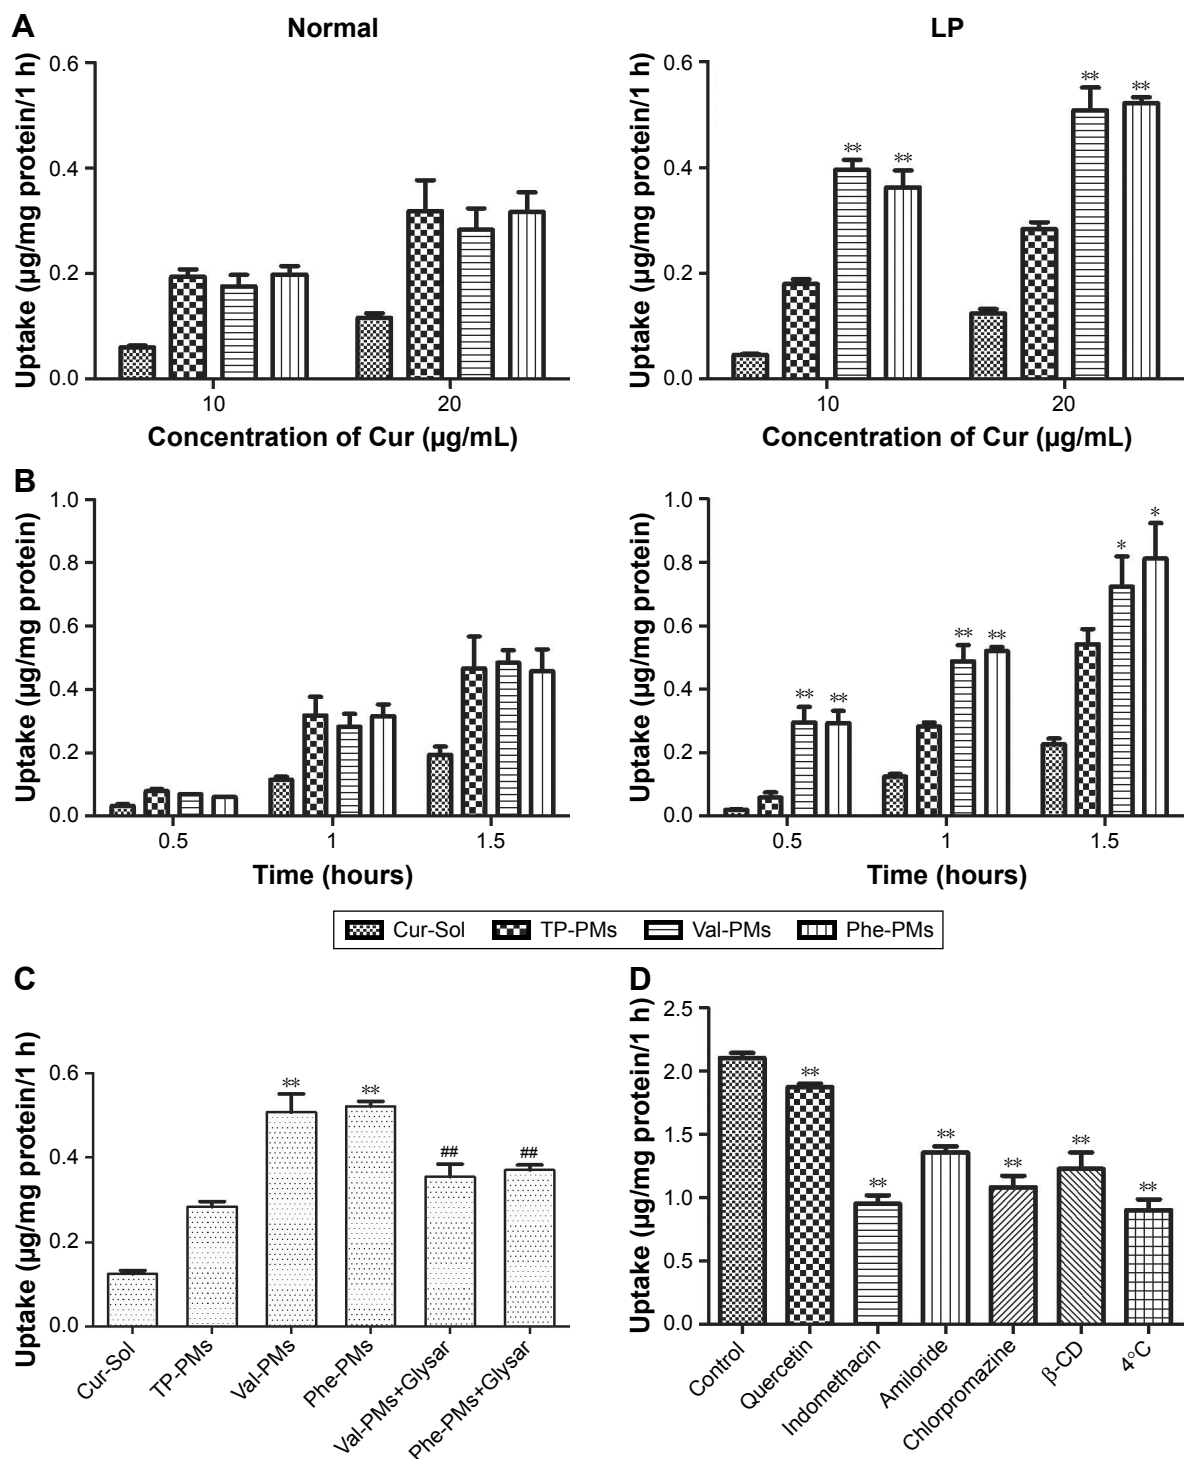 A
Normal
LP
Uptake (µg/mg protein/1 h)
0.6
0.4
0.2
0.0
10
20
Concentration of Cur (µg/mL)
Uptake (µg/mg protein/1 h)
0.6
0.4
0.2
0.0
** ** ** **
10
20
Concentration of Cur (µg/mL)
B
Uptake (µg/mg protein)
1.0
0.8
0.6
0.4
0.2
0.0
0.5
1
1.5
Time (hours)
Uptake (µg/mg protein)
1.0
0.8
0.6
0.4
0.2
0.0
** ** ** ** * *
0.5
1
1.5
Time (hours)
Cur-Sol TP-PMs Val-PMs Phe-PMs
C
Uptake (µg/mg protein/1 h)
0.6
0.4
0.2
0.0
** ** ## ##
Cur-Sol
TP-PMs
Val-PMs
Phe-PMs
Val-PMs+Glysar
Phe-PMs+Glysar
D
Uptake (µg/mg protein/1 h)
2.5
2.0
1.5
1.0
0.5
0.0
** ** ** ** ** **
Control
Quercetin
Indomethacin
Amiloride
Chlorpromazine
β-CD
4°C